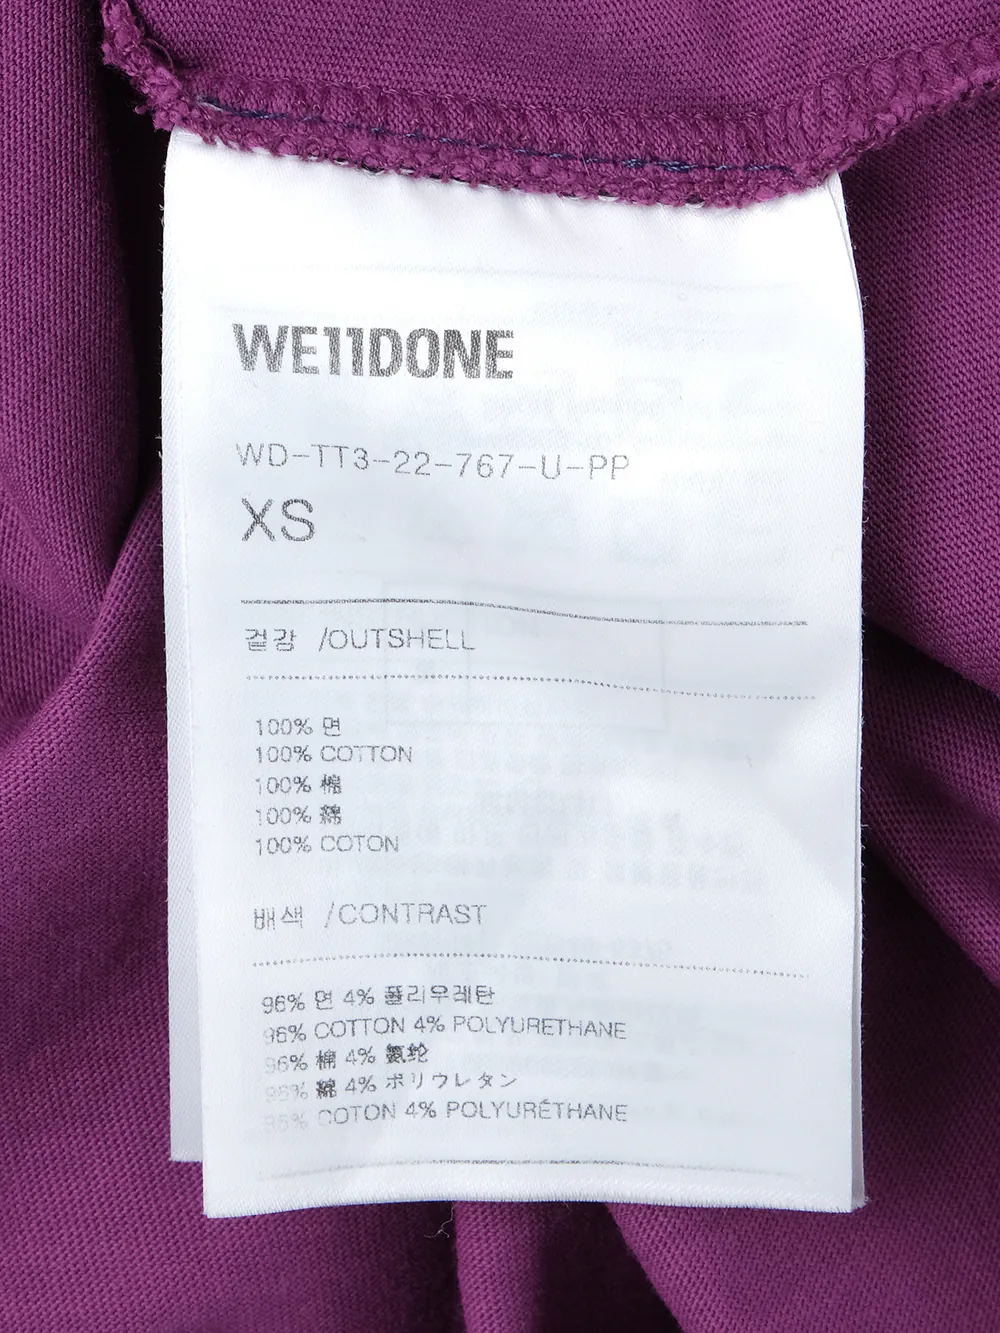 WE11DONE
WD-TT3-22-767-U-PP
XS
겉감 /OUTSHELL
100% 면
100% COTTON
100% 棉
100% 綿
100% COTON
배색 /CONTRAST
96% 면 4% 폴리우레탄
96% COTTON 4% POLYURETHANE
96% 棉 4% 氨纶
96% 綿 4% ポリウレタン
96% COTON 4% POLYURÉTHANE